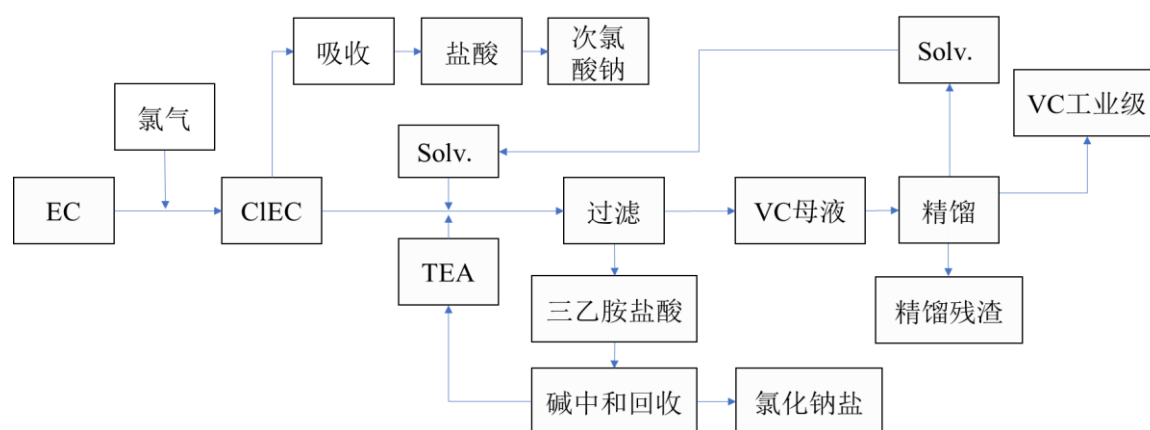 吸收
盐酸
次氯
酸钠
Solv.
VC工业级
氯气
Solv.
EC
ClEC
过滤
VC母液
精馏
TEA
三乙胺盐酸
精馏残渣
碱中和回收
氯化钠盐